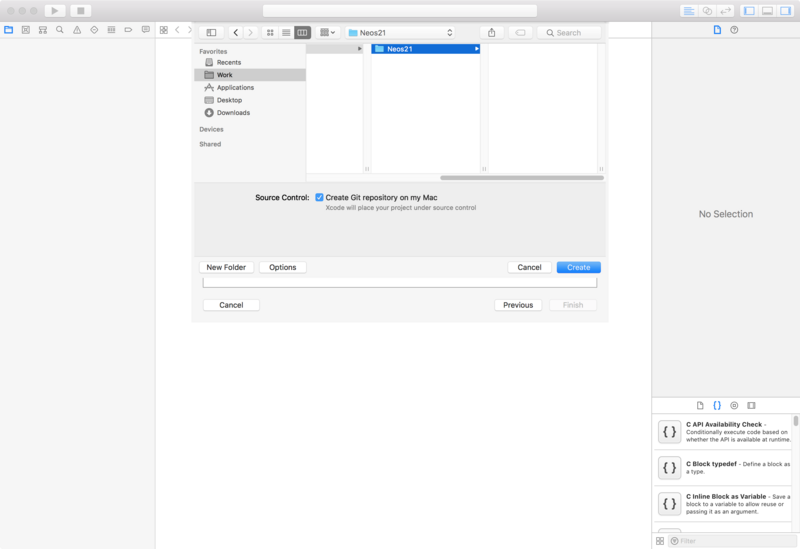 Neos21
Search
Favorites
Recents
Work
Applications
Desktop
Downloads
Devices
Shared
Neos21
Source Control:
Create Git repository on my Mac
Xcode will place your project under source control
New Folder
Options
Cancel
Create
Cancel
Previous
Finish
No Selection
C API Availability Check -
Conditionally execute code based on
whether the API is available at runtime.
C Block typedef - Define a block as
a type.
C Inline Block as Variable - Save a
block to a variable to allow reuse or
passing it as an argument.
Filter